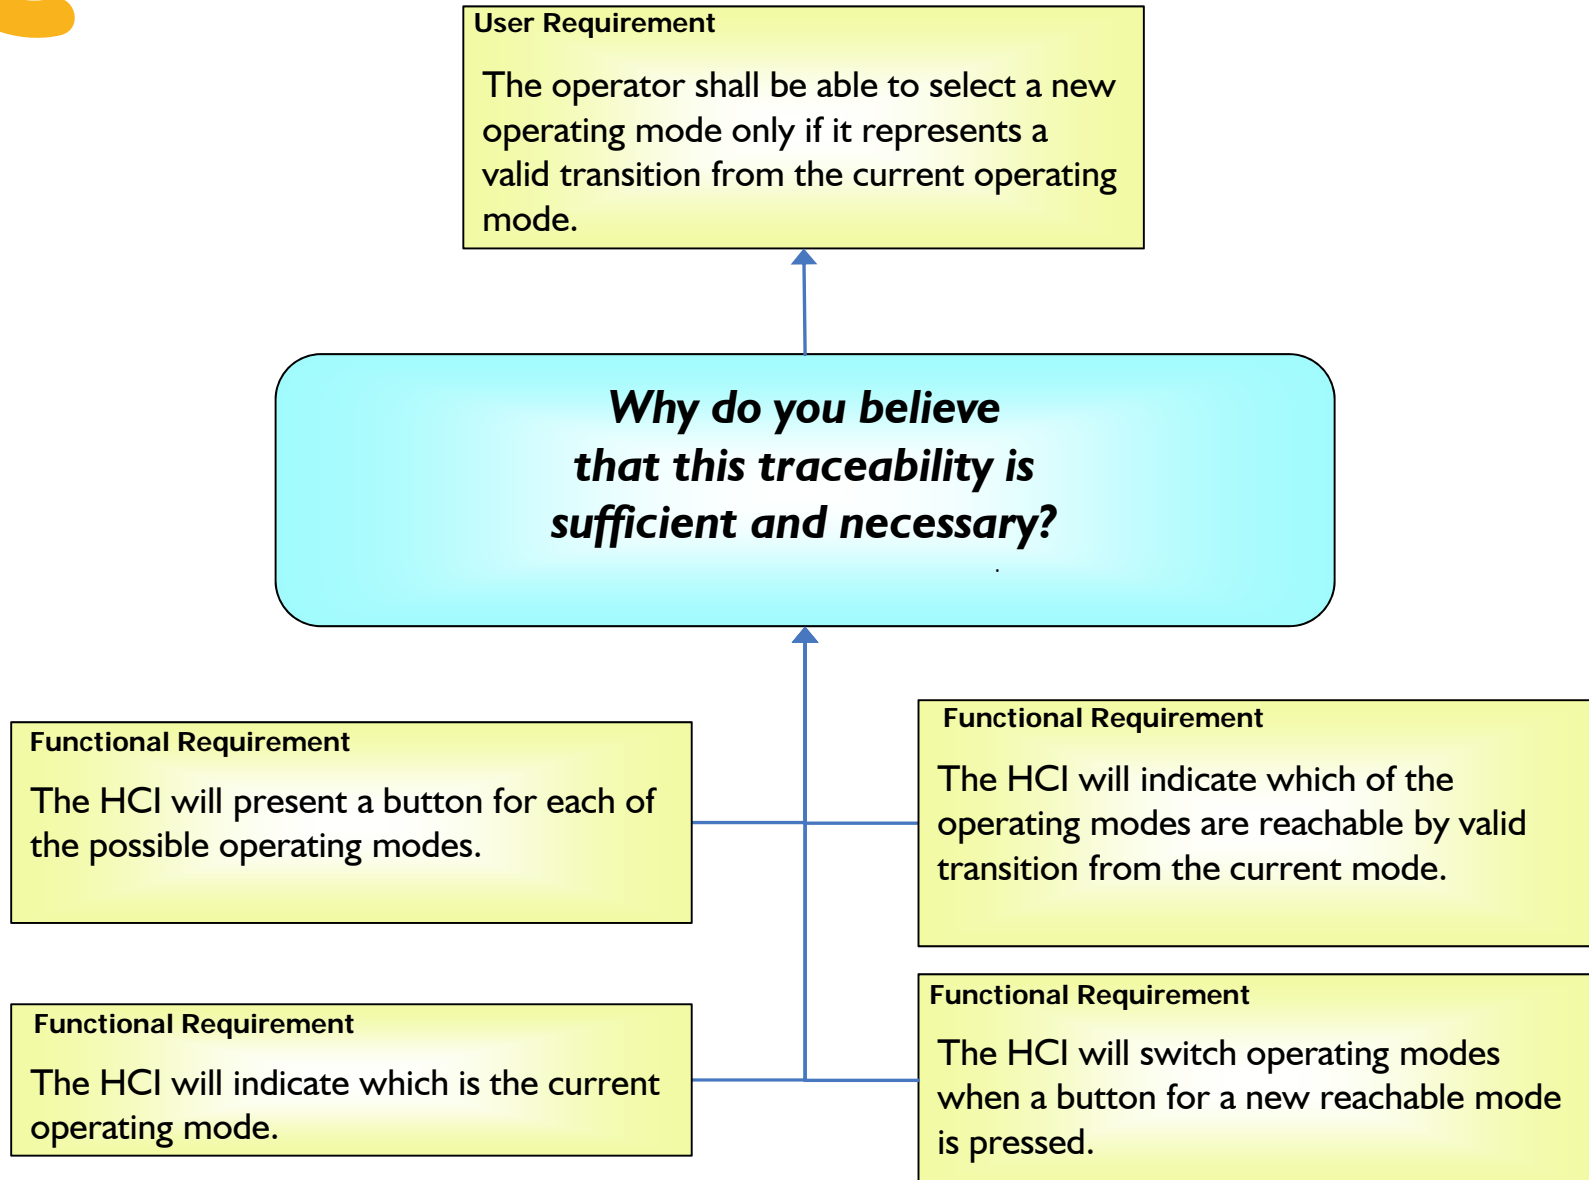 User Requirement
The operator shall be able to select a new
operating mode only if it represents a
valid transition from the current operating
mode.
Why do you believe
that this traceability is
sufficient and necessary?
.
Functional Requirement
The HCI will present a button for each of
the possible operating modes.
Functional Requirement
The HCI will indicate which of the
operating modes are reachable by valid
transition from the current mode.
Functional Requirement
The HCI will indicate which is the current
operating mode.
Functional Requirement
The HCI will switch operating modes
when a button for a new reachable mode
is pressed.